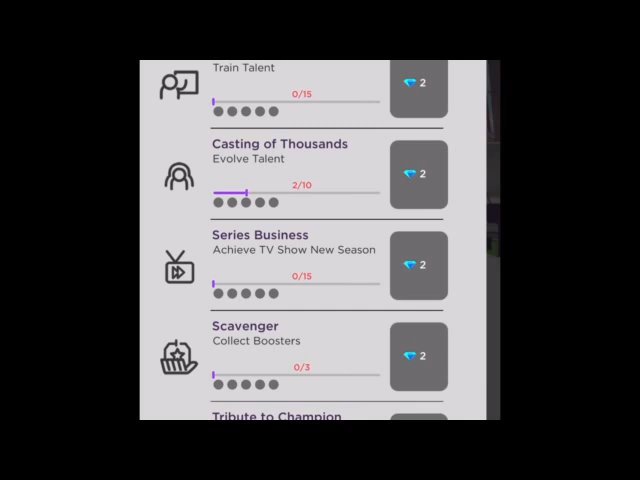 Train Talent
0/15
2
Casting of Thousands
Evolve Talent
2/10
2
Series Business
Achieve TV Show New Season
0/15
2
Scavenger
Collect Boosters
0/3
2
Tribute to Champion